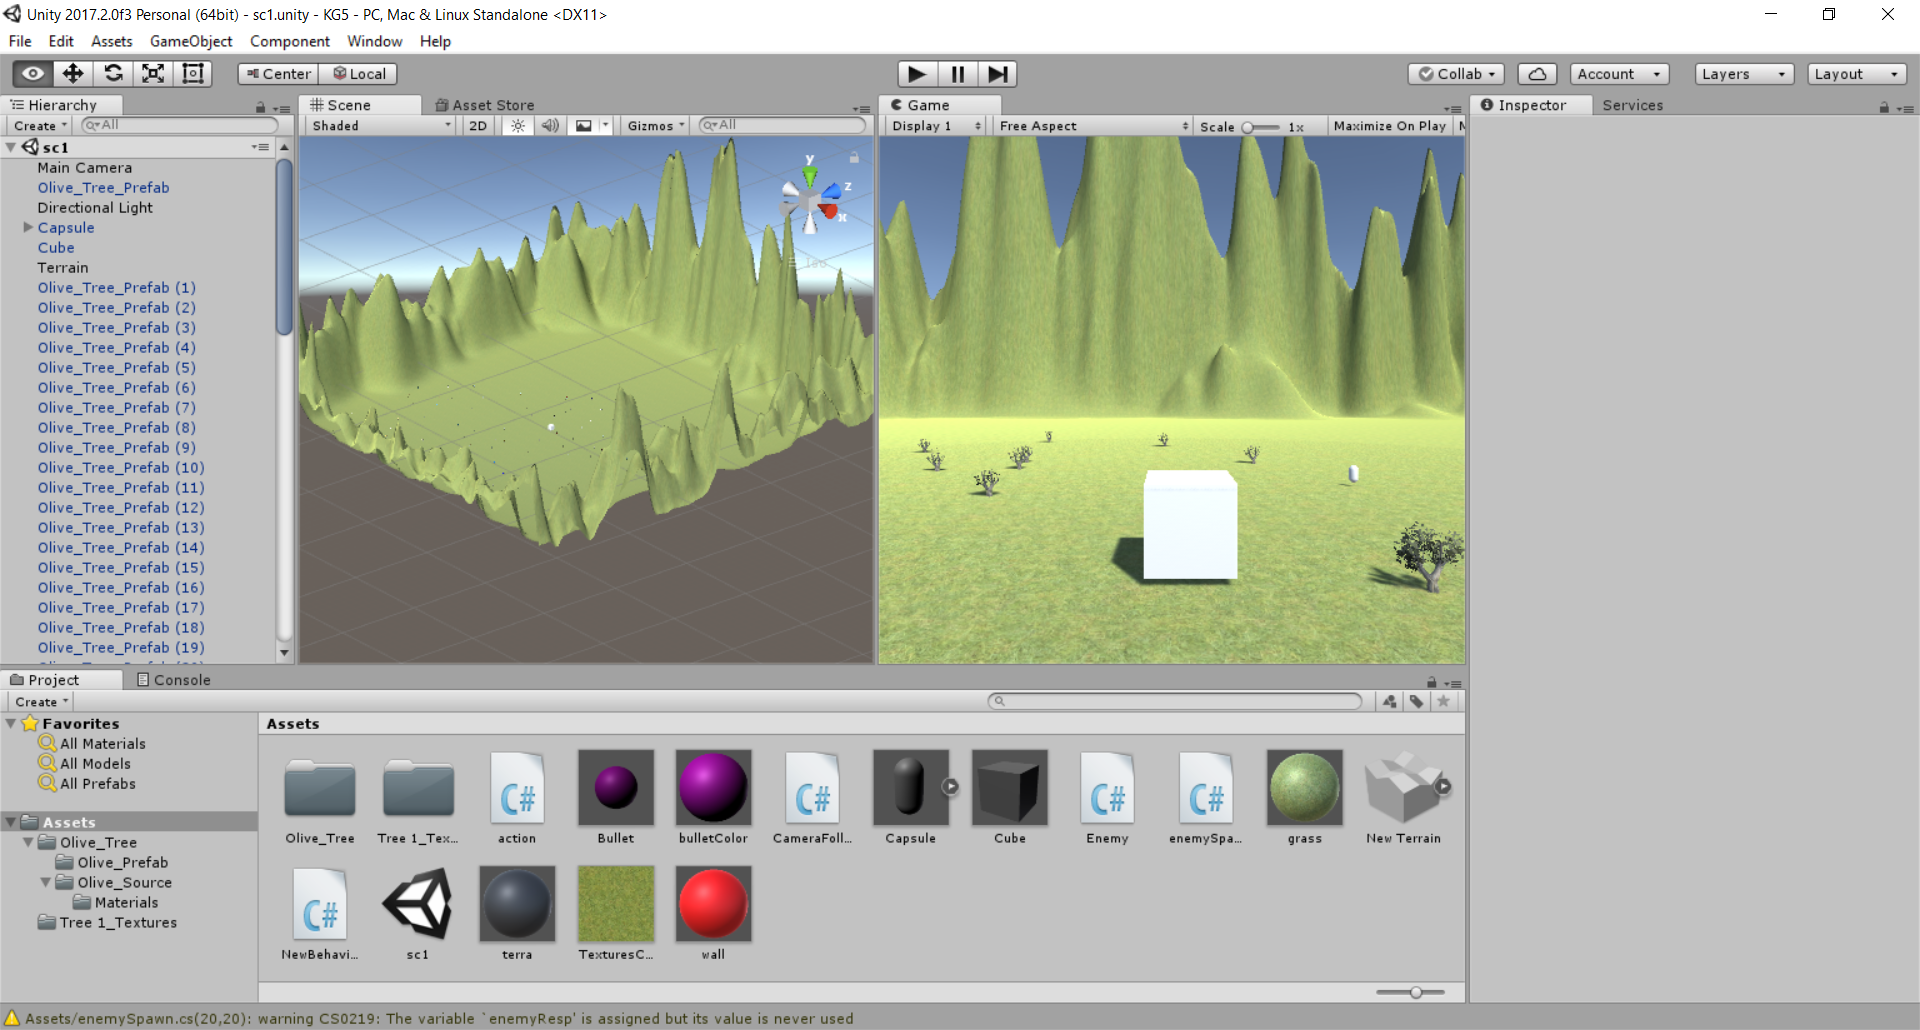 Unity 2017.2.0f3 Personal (64bit) - sc1.unity - KG5 - PC, Mac & Linux Standalone <DX11>
File Edit Assets GameObject Component Window Help
Center Local Collab Account Layers Layout
Hierarchy
Create All
sc1
Main Camera
Olive_Tree_Prefab
Directional Light
Capsule
Cube
Terrain
Olive_Tree_Prefab (1)
Olive_Tree_Prefab (2)
Olive_Tree_Prefab (3)
Olive_Tree_Prefab (4)
Olive_Tree_Prefab (5)
Olive_Tree_Prefab (6)
Olive_Tree_Prefab (7)
Olive_Tree_Prefab (8)
Olive_Tree_Prefab (9)
Olive_Tree_Prefab (10)
Olive_Tree_Prefab (11)
Olive_Tree_Prefab (12)
Olive_Tree_Prefab (13)
Olive_Tree_Prefab (14)
Olive_Tree_Prefab (15)
Olive_Tree_Prefab (16)
Olive_Tree_Prefab (17)
Olive_Tree_Prefab (18)
Olive_Tree_Prefab (19)
Scene Asset Store
Shaded 2D Gizmos All
y
z
x
Iso
Game
Display 1 Free Aspect Scale 1x Maximize On Play
Inspector Services
Project Console
Create
Favorites
All Materials
All Models
All Prefabs
Assets
Olive_Tree
Olive_Prefab
Olive_Source
Materials
Tree 1_Textures
Assets
C# C# C# C#
Olive_Tree Tree 1_Tex... action Bullet bulletColor CameraFoll... Capsule Cube Enemy enemySpa... grass New Terrain
C#
NewBehavi... sc1 terra TexturesC... wall
Assets/enemySpawn.cs(20,20): warning CS0219: The variable `enemyResp' is assigned but its value is never used